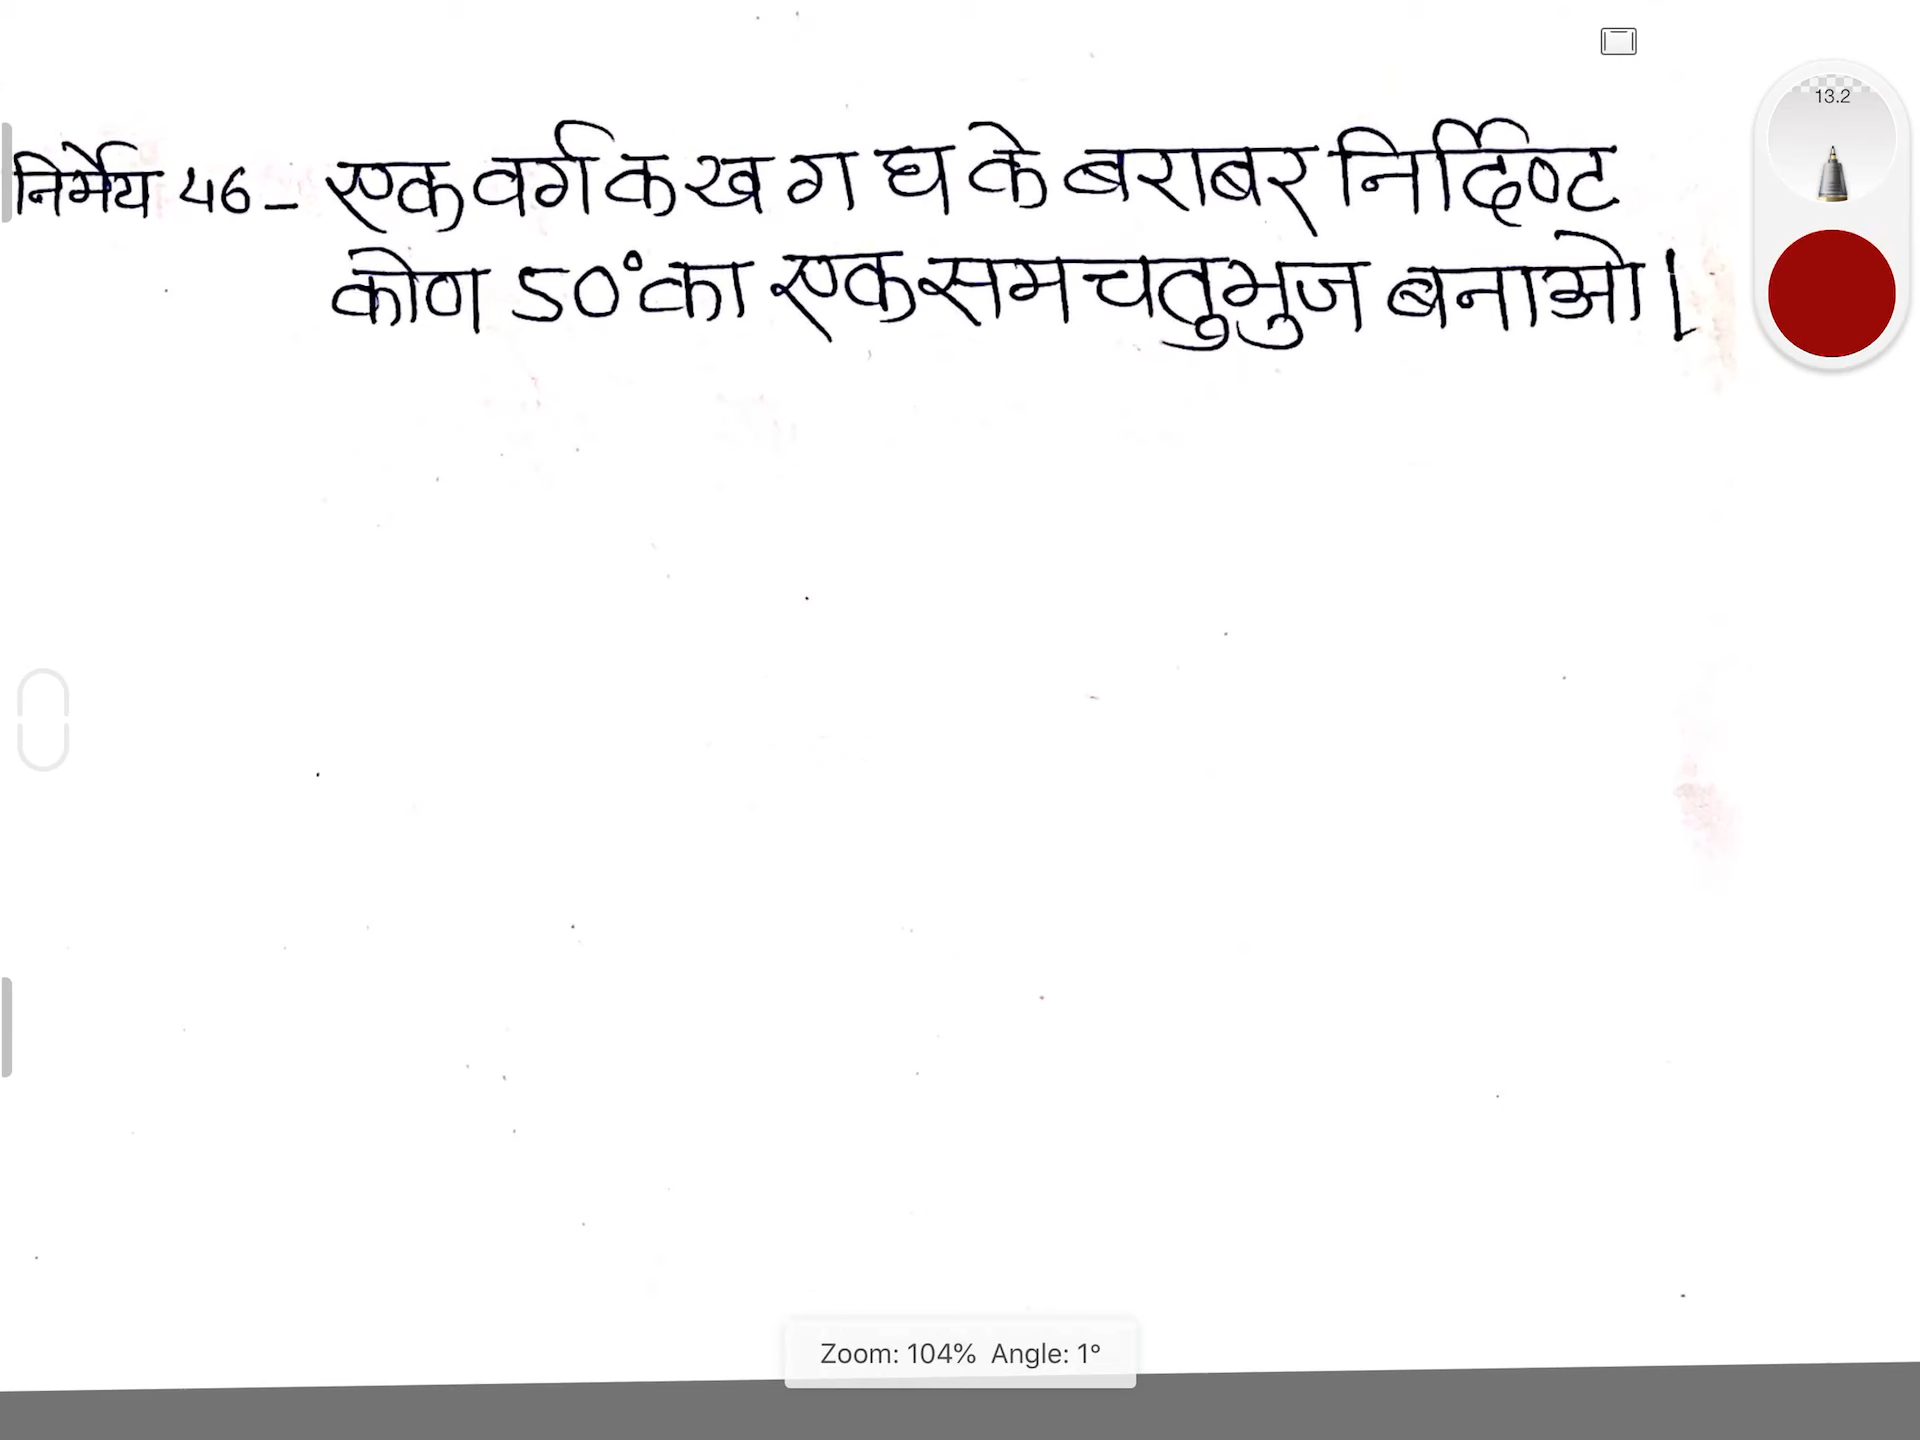 13.2
निर्मेय 46- एक वर्ग क ख ग घ के बराबर निर्दिष्ट
कोण 50° का एक समचतुभुज बनाओ।
Zoom: 104% Angle: 1°